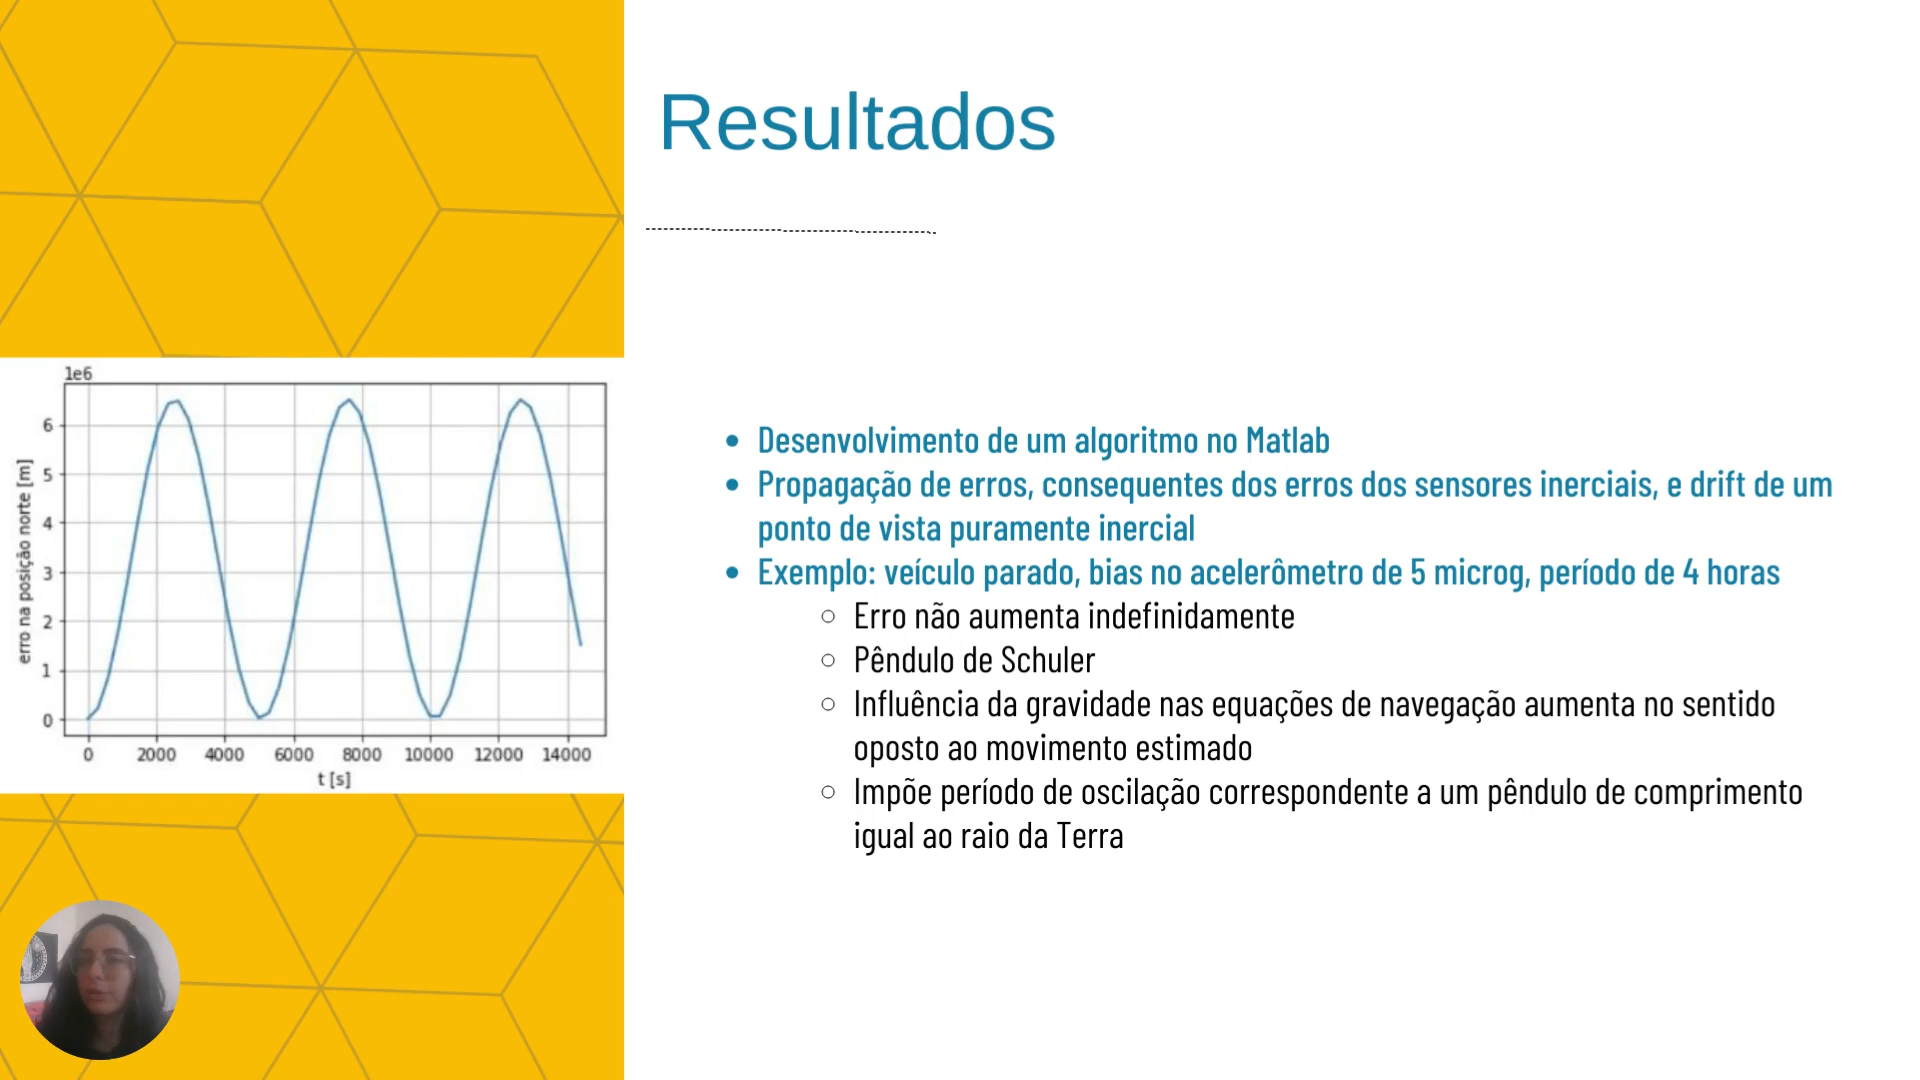 Resultados
1e6
6
5
4
3
2
1
0
erro na posição norte [m]
0 2000 4000 6000 8000 10000 12000 14000
t [s]
• Desenvolvimento de um algoritmo no Matlab
• Propagação de erros, consequentes dos erros dos sensores inerciais, e drift de um
ponto de vista puramente inercial
• Exemplo: veículo parado, bias no acelerômetro de 5 microg, período de 4 horas
○ Erro não aumenta indefinidamente
○ Pêndulo de Schuler
○ Influência da gravidade nas equações de navegação aumenta no sentido
oposto ao movimento estimado
○ Impõe período de oscilação correspondente a um pêndulo de comprimento
igual ao raio da Terra